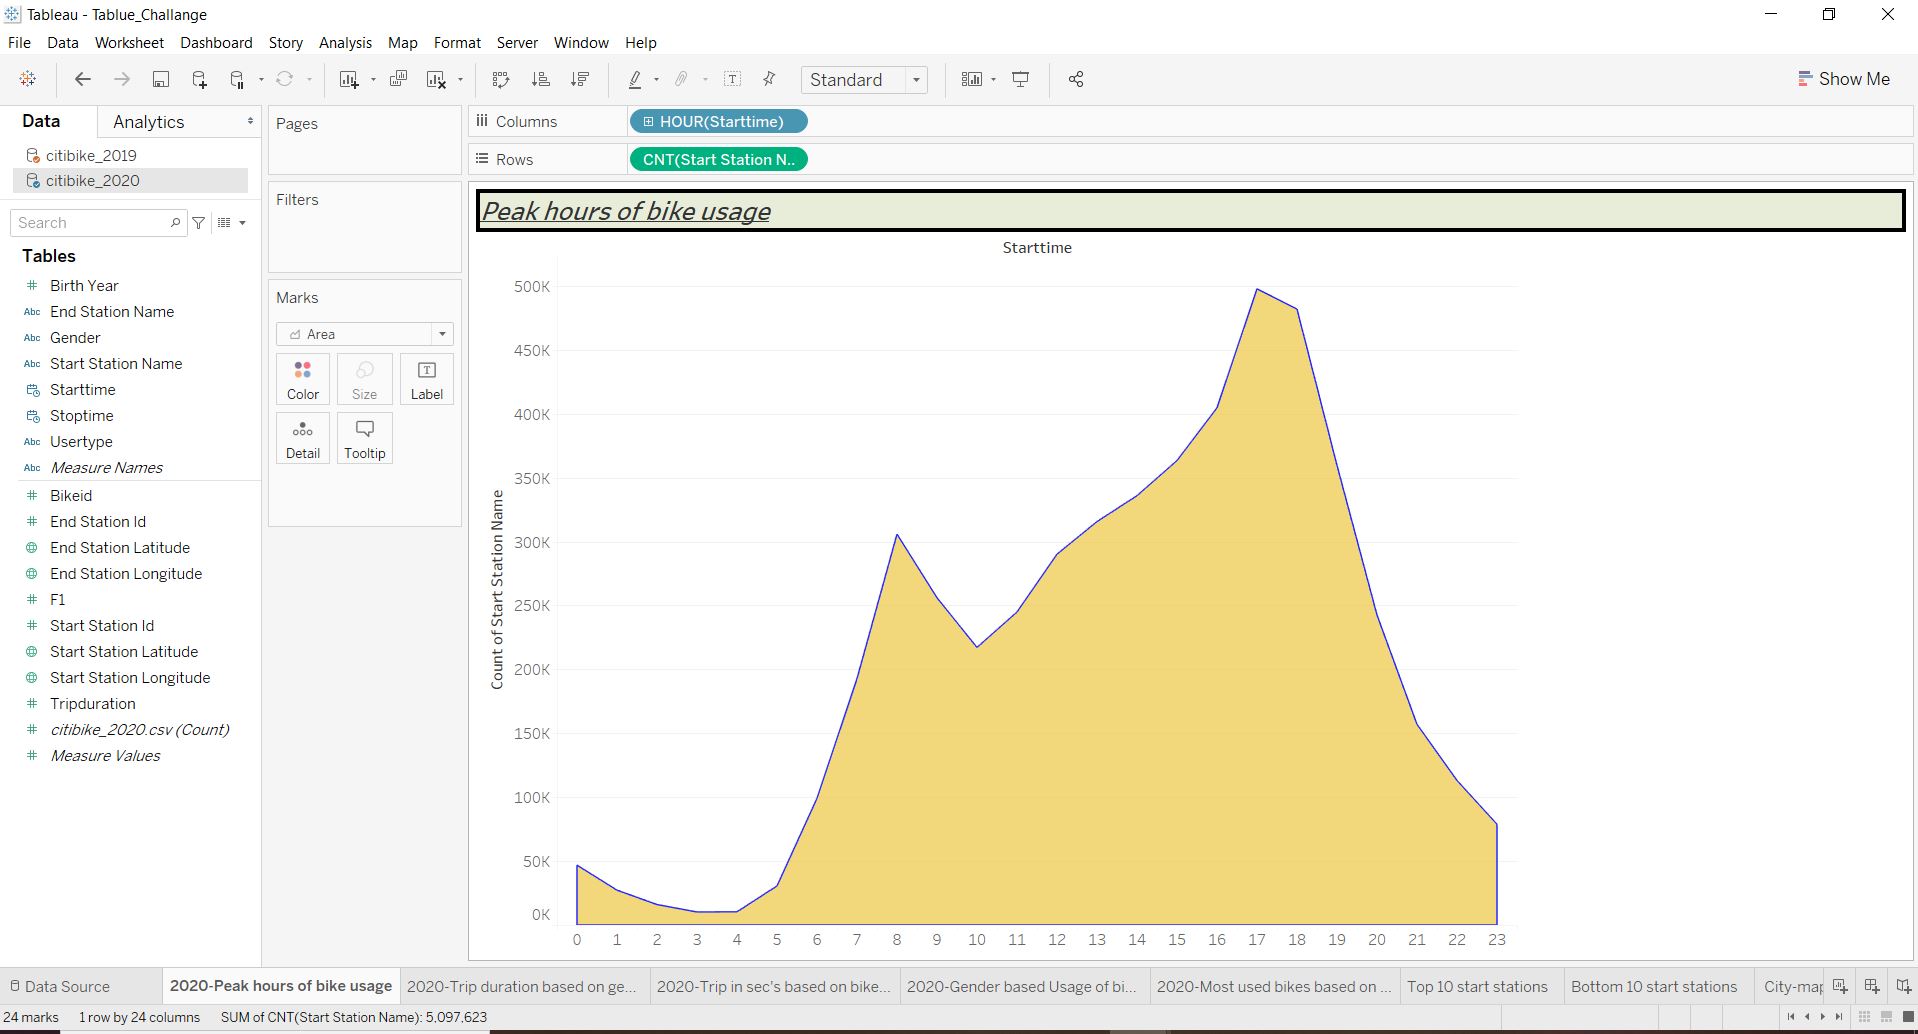 Tableau - Tablue_Challange
File Data Worksheet Dashboard Story Analysis Map Format Server Window Help
Standard
Show Me
Data Analytics
citibike_2019
citibike_2020
Search
Tables
Birth Year
Abc End Station Name
Abc Gender
Abc Start Station Name
Starttime
Stoptime
Abc Usertype
Abc Measure Names
Bikeid
End Station Id
End Station Latitude
End Station Longitude
F1
Start Station Id
Start Station Latitude
Start Station Longitude
Tripduration
citibike_2020.csv (Count)
Measure Values
Pages
Filters
Marks
Area
Color Size Label
Detail Tooltip
Columns HOUR(Starttime)
Rows CNT(Start Station N..
Peak hours of bike usage
Starttime
Count of Start Station Name
500K
450K
400K
350K
300K
250K
200K
150K
100K
50K
0K
0 1 2 3 4 5 6 7 8 9 10 11 12 13 14 15 16 17 18 19 20 21 22 23
Data Source 2020-Peak hours of bike usage 2020-Trip duration based on ge... 2020-Trip in sec's based on bike... 2020-Gender based Usage of bi... 2020-Most used bikes based on ... Top 10 start stations Bottom 10 start stations City-map
24 marks 1 row by 24 columns SUM of CNT(Start Station Name): 5,097,623